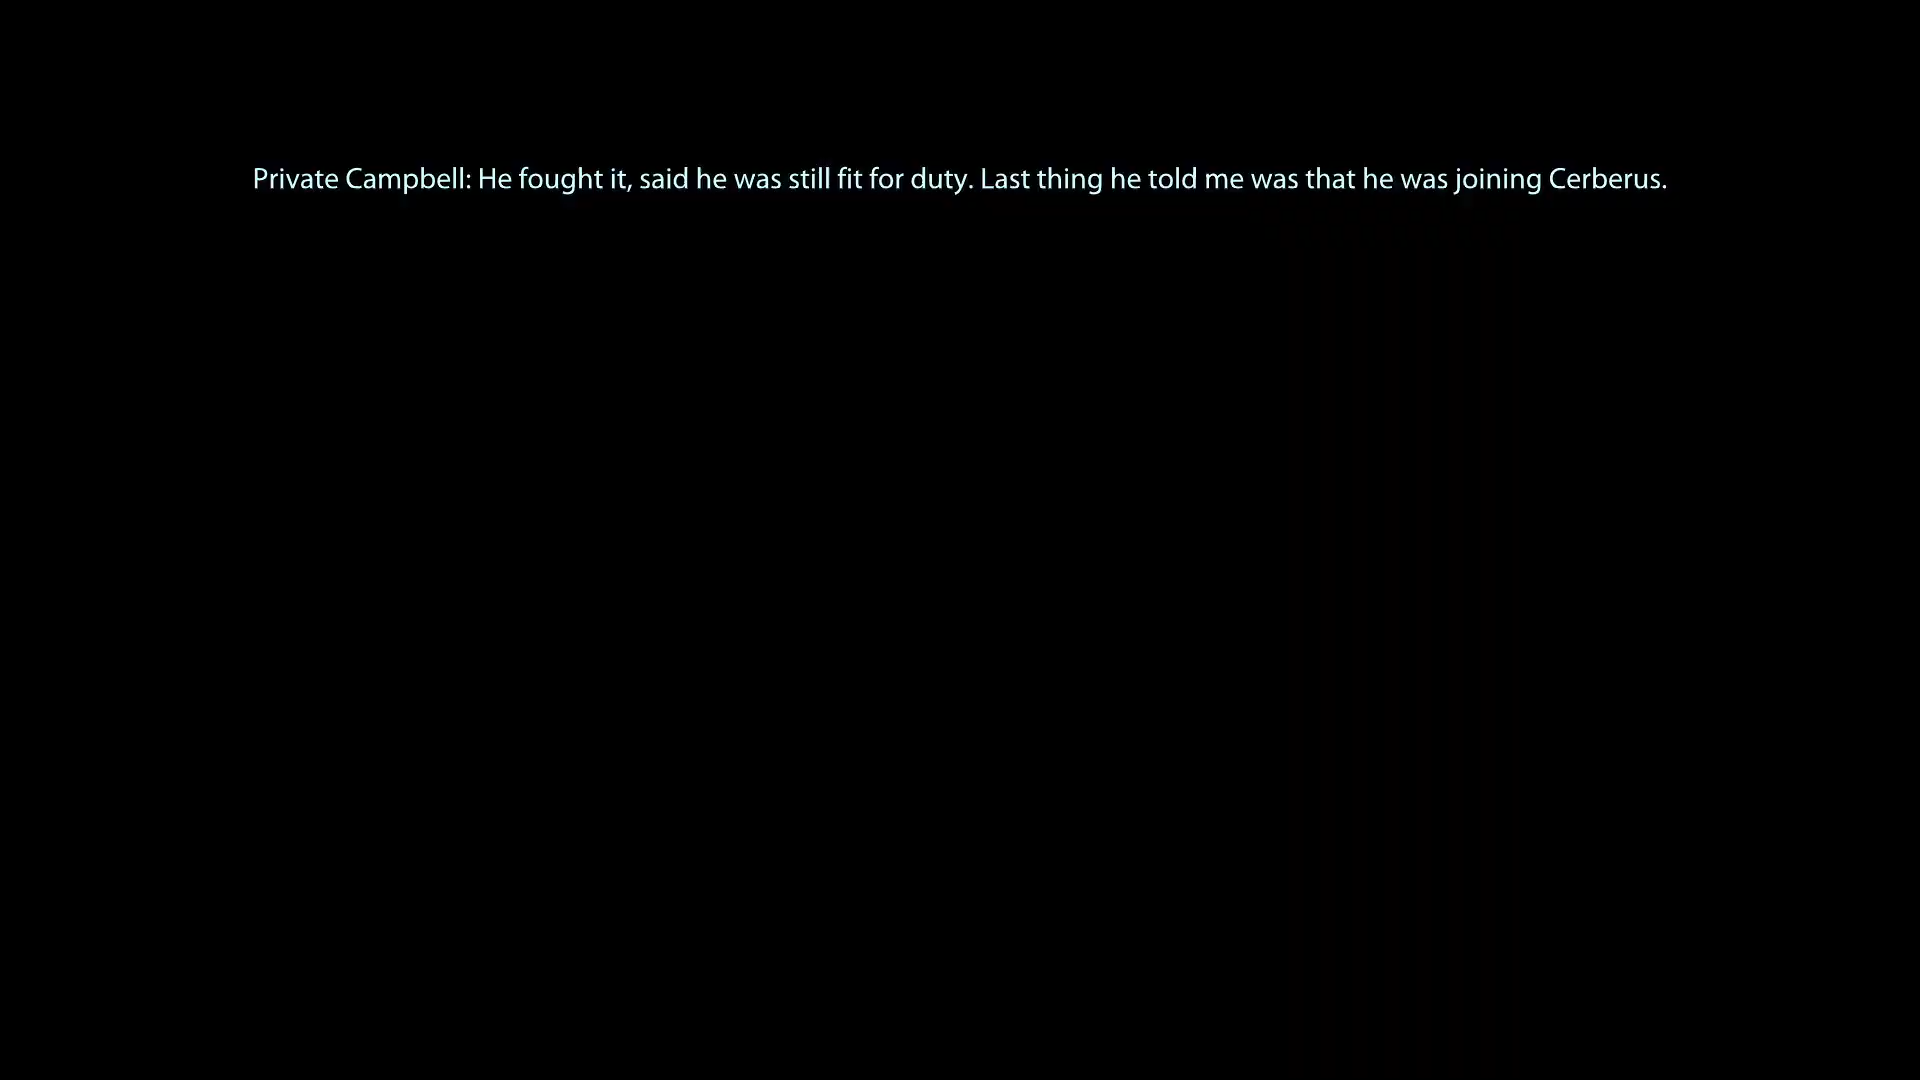 Private Campbell: He fought it, said he was still fit for duty. Last thing he told me was that he was joining Cerberus.